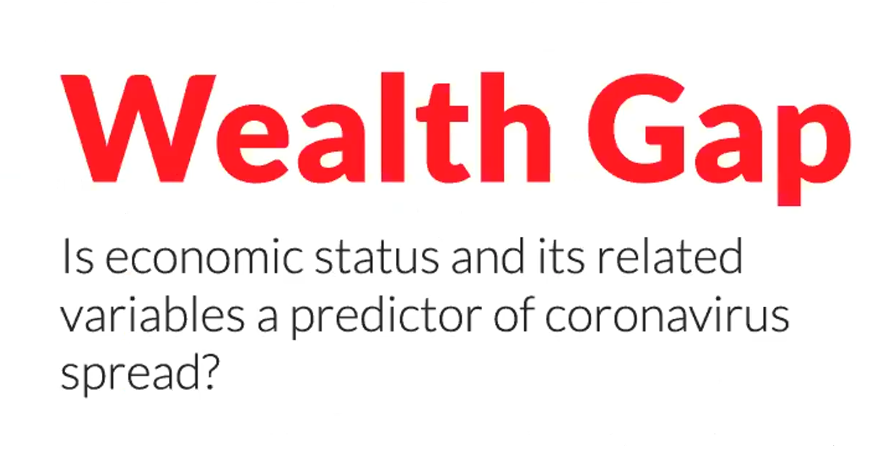 Wealth Gap
Is economic status and its related
variables a predictor of coronavirus
spread?